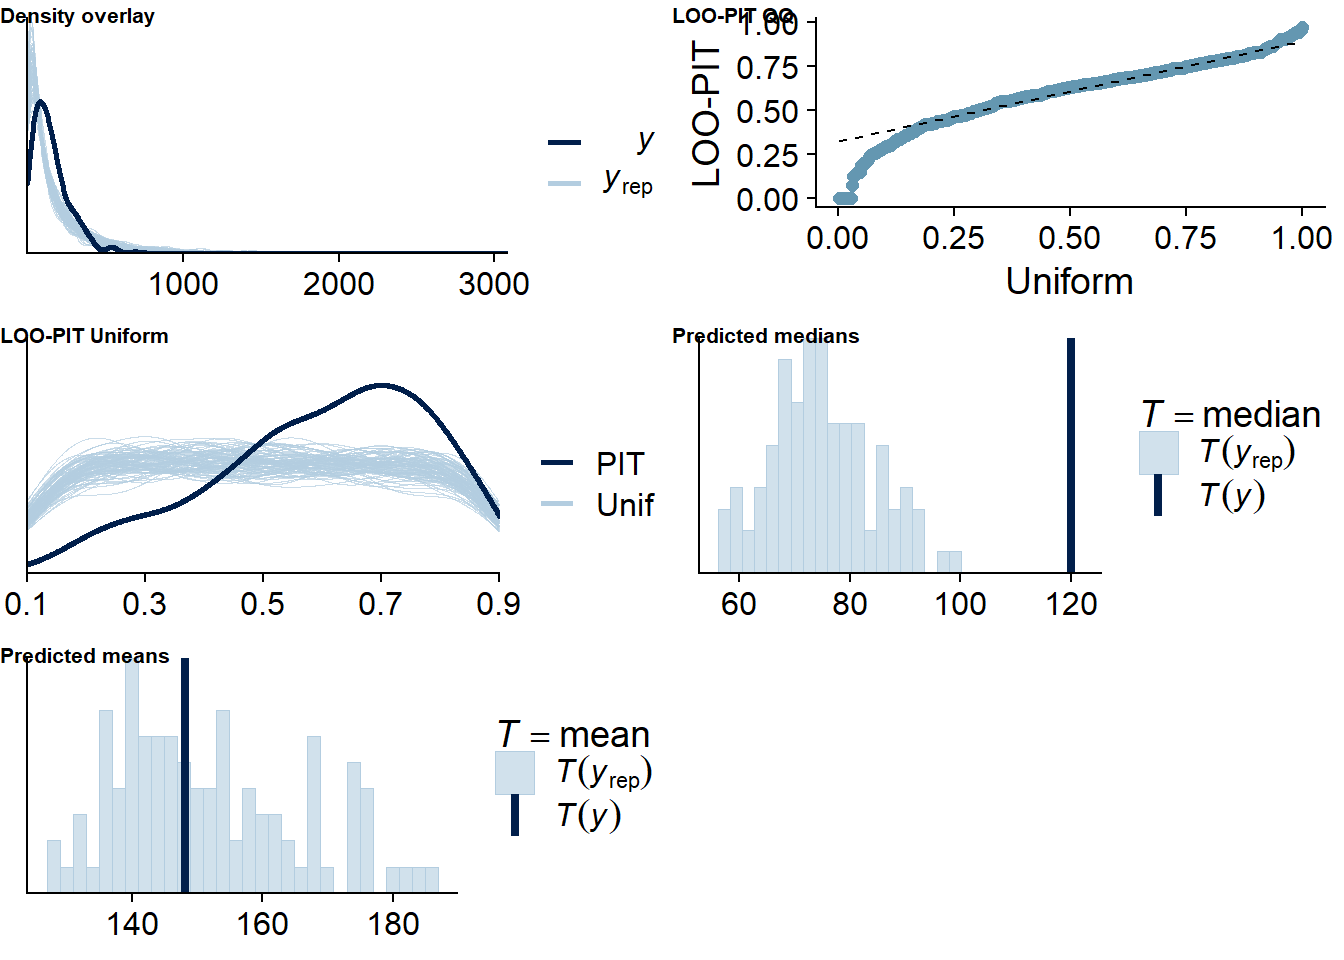 Density overlay
y
yrep
1000 2000 3000
LOO-PIT QQ
LOO-PIT
1.00
0.75
0.50
0.25
0.00
0.00 0.25 0.50 0.75 1.00
Uniform
LOO-PIT Uniform
PIT
Unif
0.1 0.3 0.5 0.7 0.9
Predicted medians
T = median
T(yrep)
T(y)
60 80 100 120
Predicted means
T = mean
T(yrep)
T(y)
140 160 180